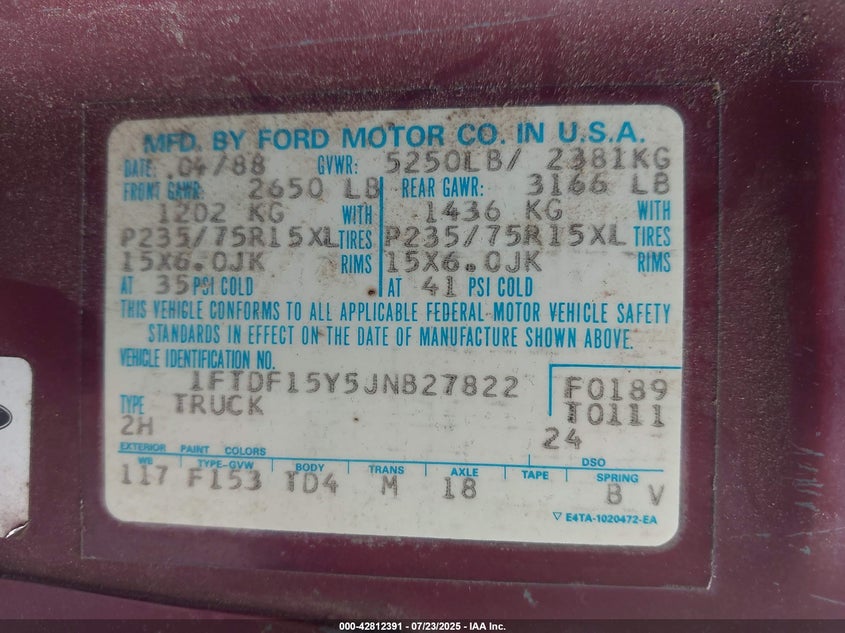 MFD. BY FORD MOTOR CO. IN U.S.A.
DATE: 04/88 GVWR: 5250LB/ 2381KG
FRONT GAWR: 2650 LB REAR GAWR: 3166 LB
1202 KG WITH 1436 KG WITH
P235/75R15XL TIRES P235/75R15XL TIRES
15X6.0JK RIMS 15X6.0JK RIMS
AT 35 PSI COLD AT 41 PSI COLD
THIS VEHICLE CONFORMS TO ALL APPLICABLE FEDERAL MOTOR VEHICLE SAFETY
STANDARDS IN EFFECT ON THE DATE OF MANUFACTURE SHOWN ABOVE.
VEHICLE IDENTIFICATION NO.
1FTDF15Y5JNB27822 F0189
TYPE TRUCK T0111
2H 24
EXTERIOR PAINT COLORS DSO
WB TYPE-GVW BODY TRANS AXLE TAPE SPRING
117 F153 TD4 M 18 B V
▽ E4TA-1020472-EA
000-42812391 - 07/23/2025 - IAA Inc.